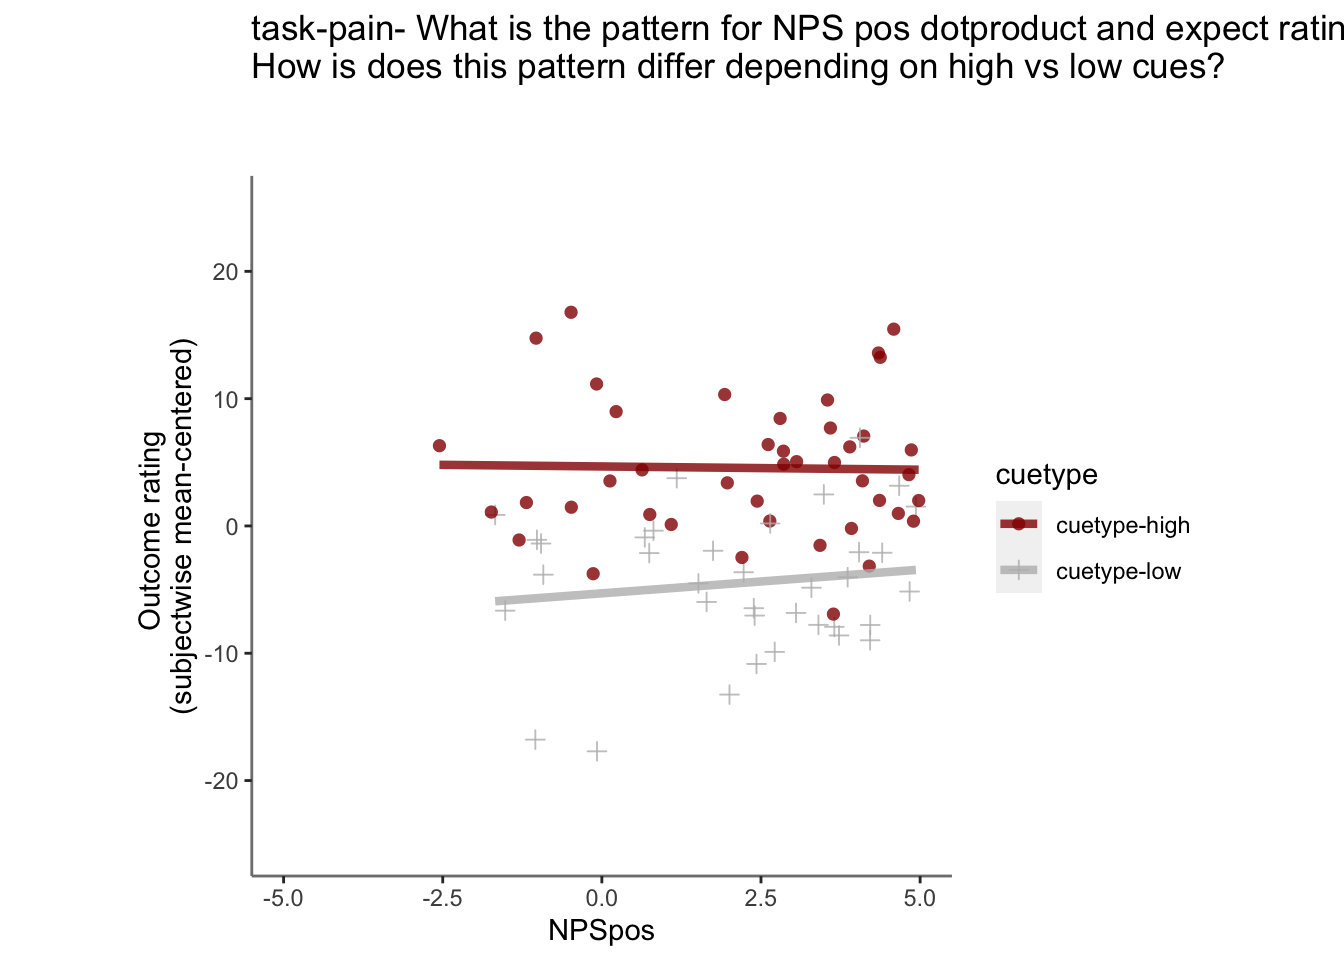 task-pain- What is the pattern for NPS pos dotproduct and expect ratin
How is does this pattern differ depending on high vs low cues?
Outcome rating
(subjectwise mean-centered)
20
10
0
-10
-20
-5.0
-2.5
0.0
2.5
5.0
NPSpos
cuetype
cuetype-high
cuetype-low